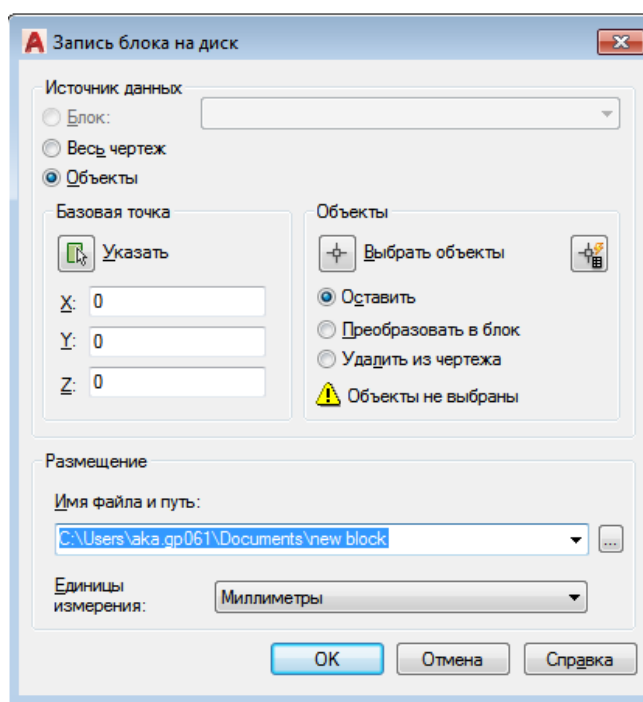 Запись блока на диск
Источник данных
Блок:
Весь чертеж
Объекты
Базовая точка
Указать
X: 0
Y: 0
Z: 0
Объекты
Выбрать объекты
Оставить
Преобразовать в блок
Удалить из чертежа
Объекты не выбраны
Размещение
Имя файла и путь:
C:\Users\aka.gp061\Documents\new block
...
Единицы
измерения:
Миллиметры
OK
Отмена
Справка